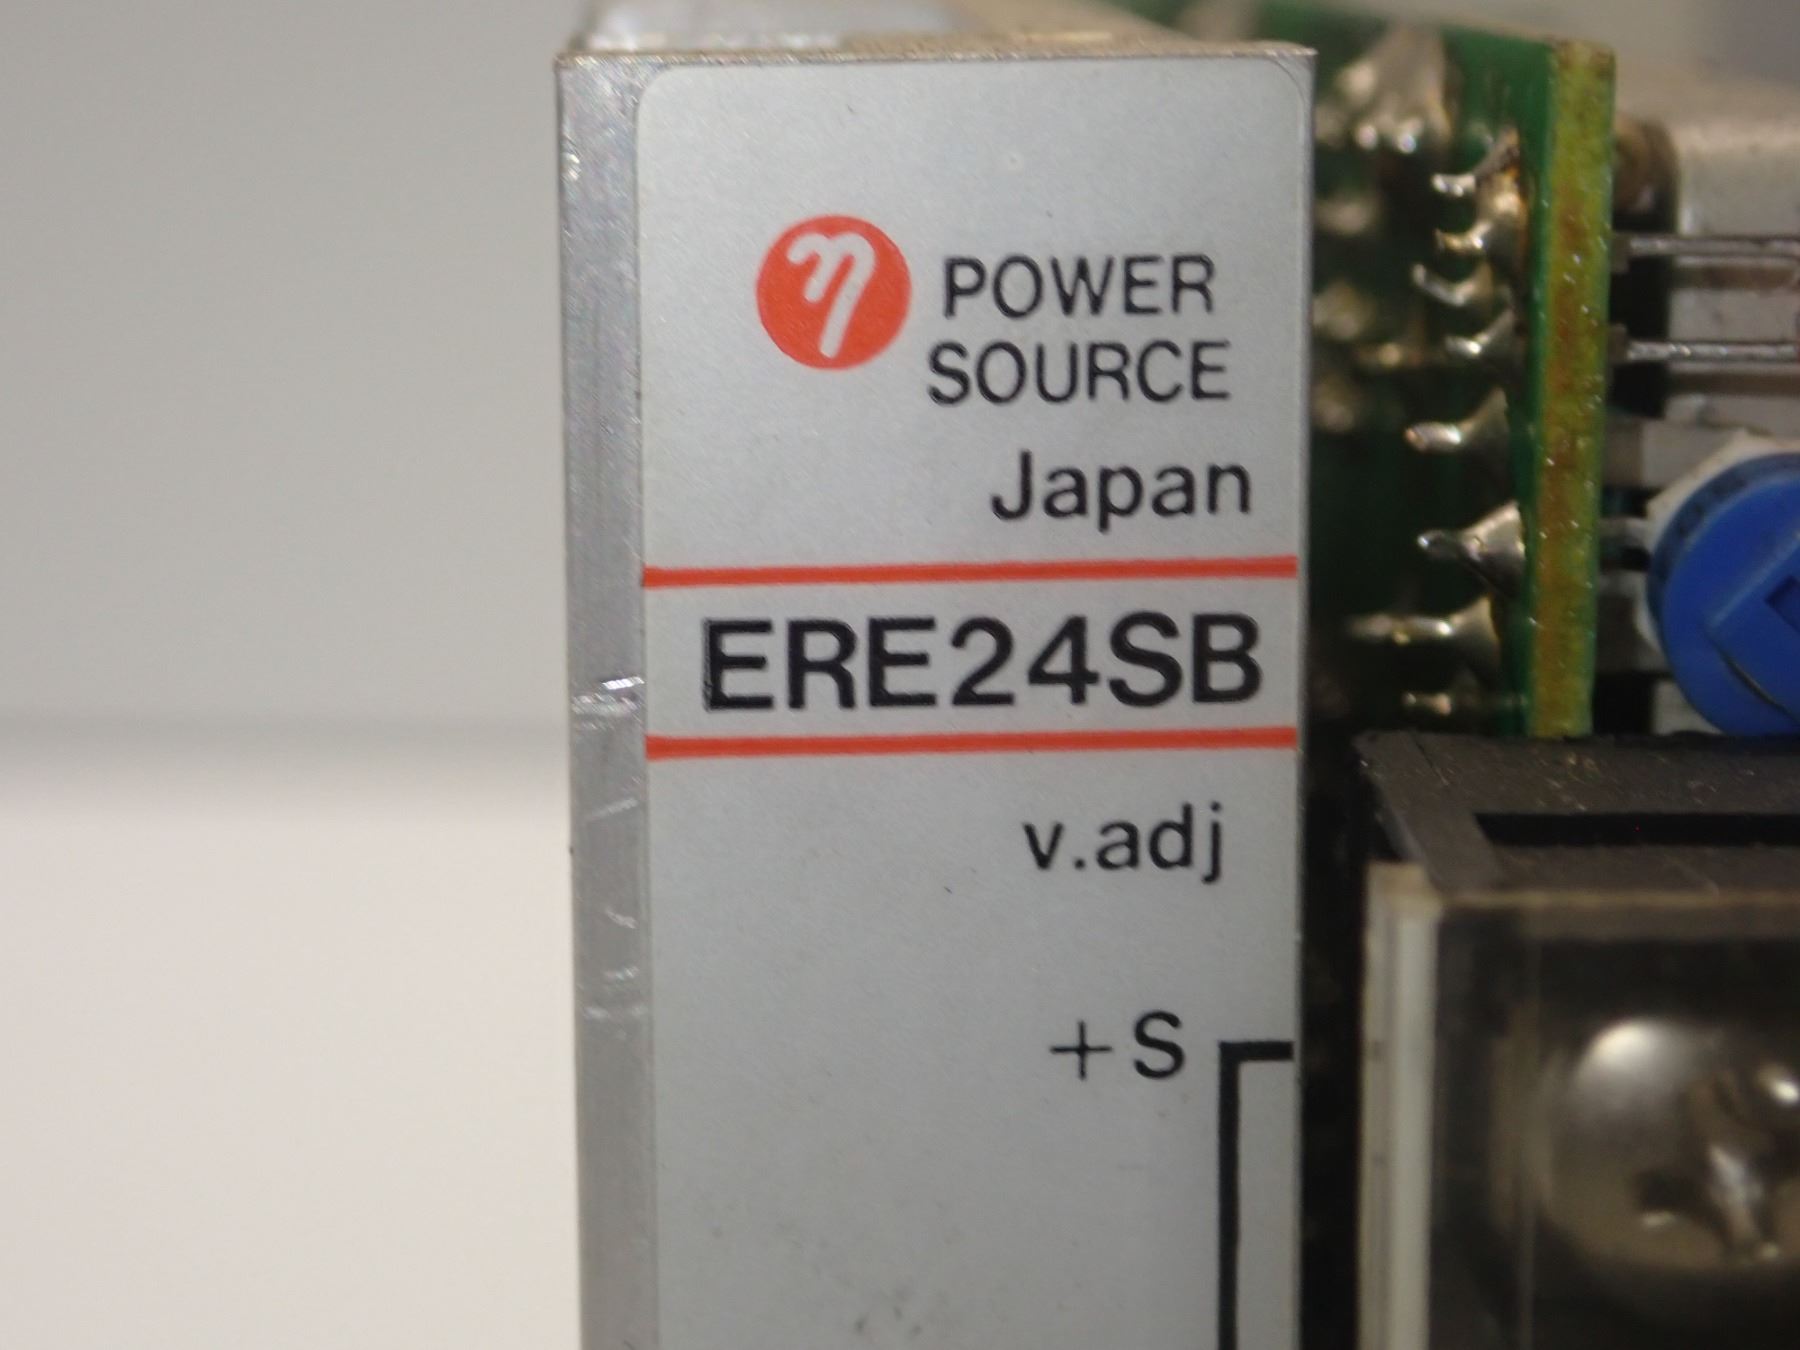 η POWER
SOURCE
Japan
ERE24SB
v.adj
+S